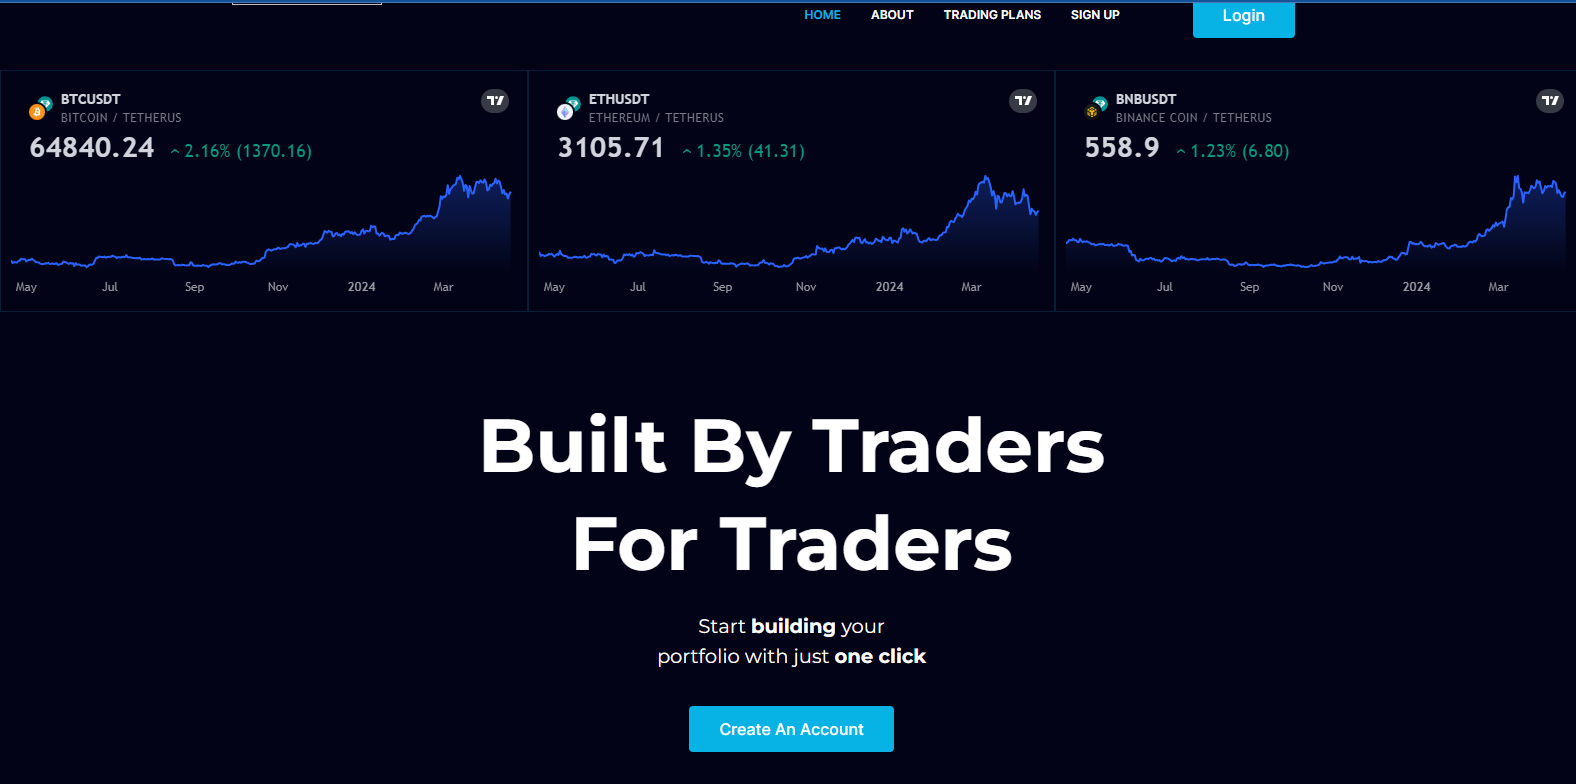 HOME ABOUT TRADING PLANS SIGN UP Login
BTCUSDT
BITCOIN / TETHERUS
64840.24 2.16% (1370.16)
May Jul Sep Nov 2024 Mar
ETHUSDT
ETHEREUM / TETHERUS
3105.71 1.35% (41.31)
May Jul Sep Nov 2024 Mar
BNBUSDT
BINANCE COIN / TETHERUS
558.9 1.23% (6.80)
May Jul Sep Nov 2024 Mar
Built By Traders
For Traders
Start building your
portfolio with just one click
Create An Account